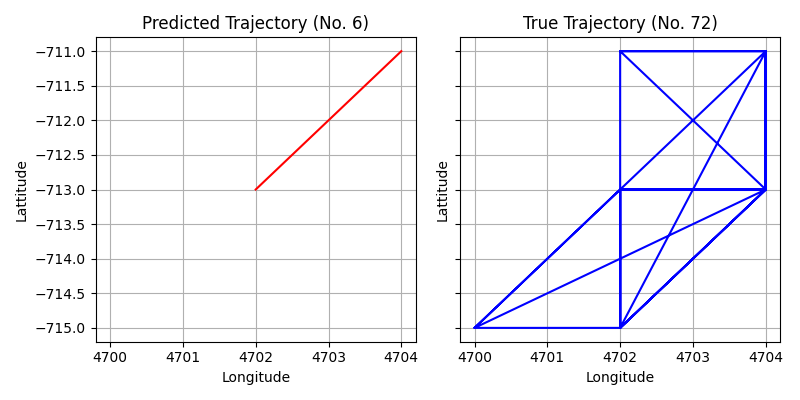 Predicted Trajectory (No. 6)
True Trajectory (No. 72)
−711.0
−711.5
−712.0
−712.5
−713.0
−713.5
−714.0
−714.5
−715.0
Lattitude
Lattitude
4700 4701 4702 4703 4704
4700 4701 4702 4703 4704
Longitude
Longitude